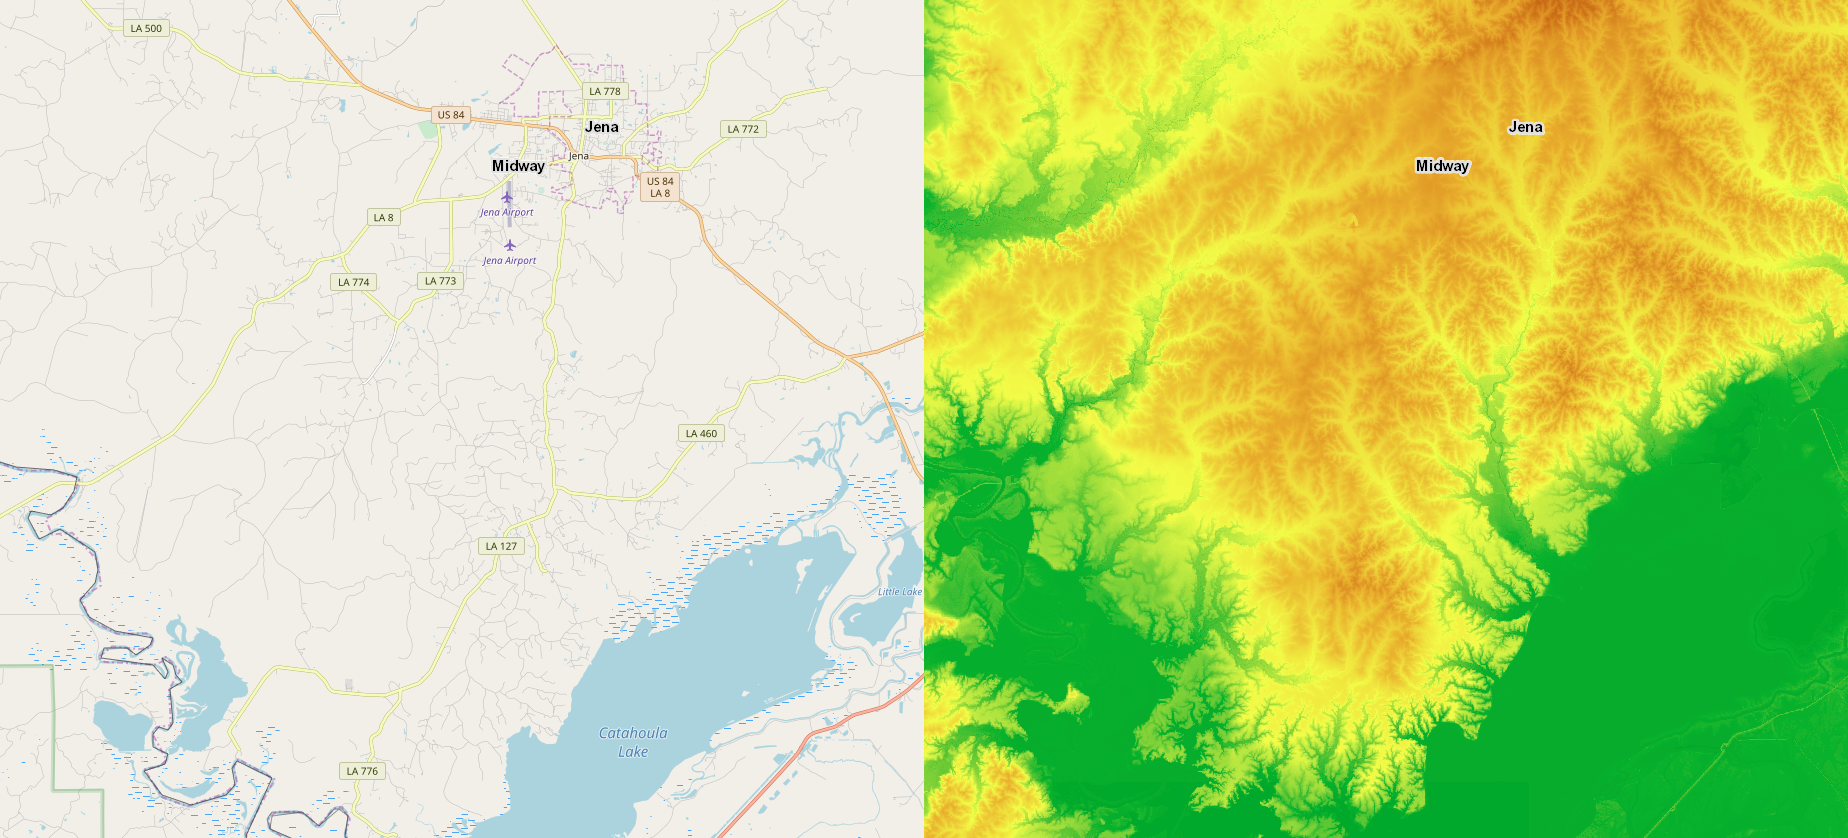 LA 500
LA 778
US 84
Jena
LA 772
Jena
Midway
US 84
LA 8
Jena Airport
LA 8
Jena Airport
LA 774
LA 773
LA 460
LA 127
Little Lake
Catahoula
Lake
LA 776
Jena
Midway